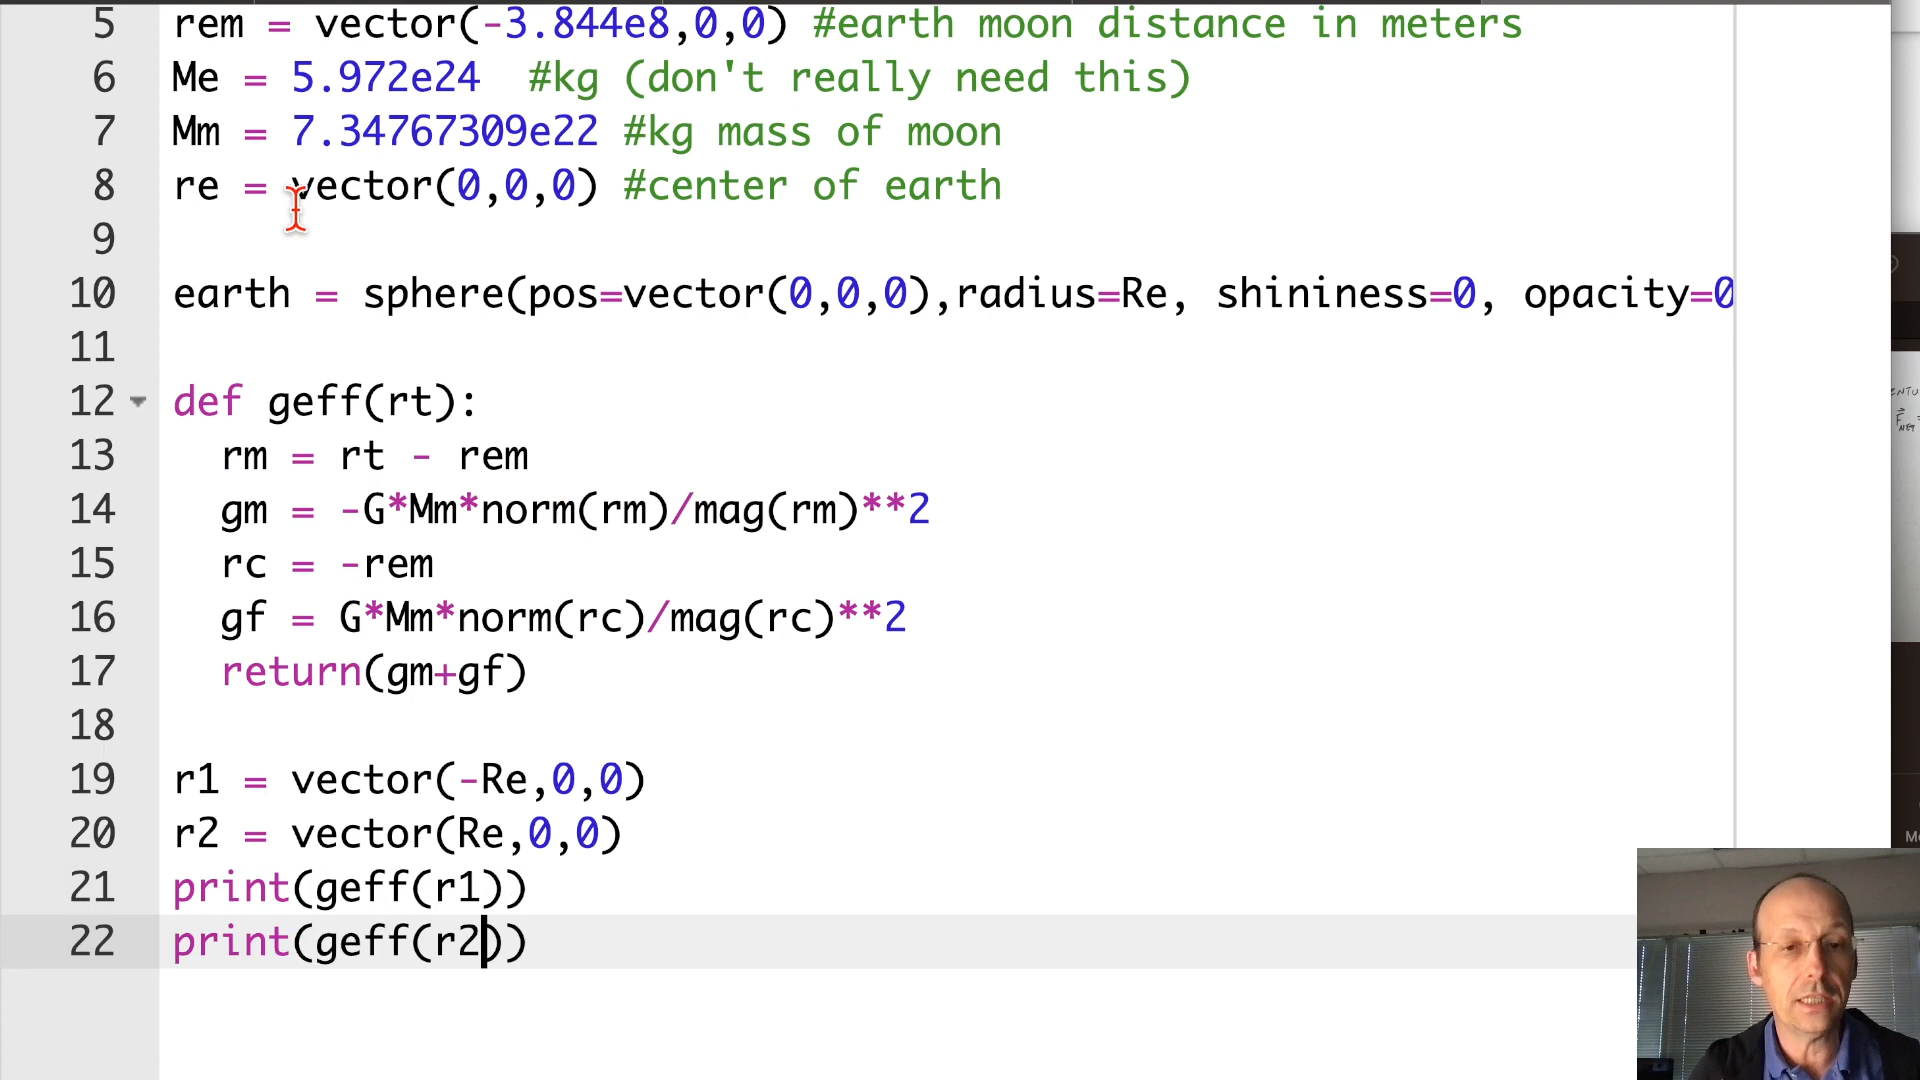 5 rem = vector(-3.844e8,0,0) #earth moon distance in meters
6 Me = 5.972e24  #kg (don't really need this)
7 Mm = 7.34767309e22 #kg mass of moon
8 re = vector(0,0,0) #center of earth
9
10 earth = sphere(pos=vector(0,0,0),radius=Re, shininess=0, opacity=0
11
12 def geff(rt):
13   rm = rt - rem
14   gm = -G*Mm*norm(rm)/mag(rm)**2
15   rc = -rem
16   gf = G*Mm*norm(rc)/mag(rc)**2
17   return(gm+gf)
18
19 r1 = vector(-Re,0,0)
20 r2 = vector(Re,0,0)
21 print(geff(r1))
22 print(geff(r2))